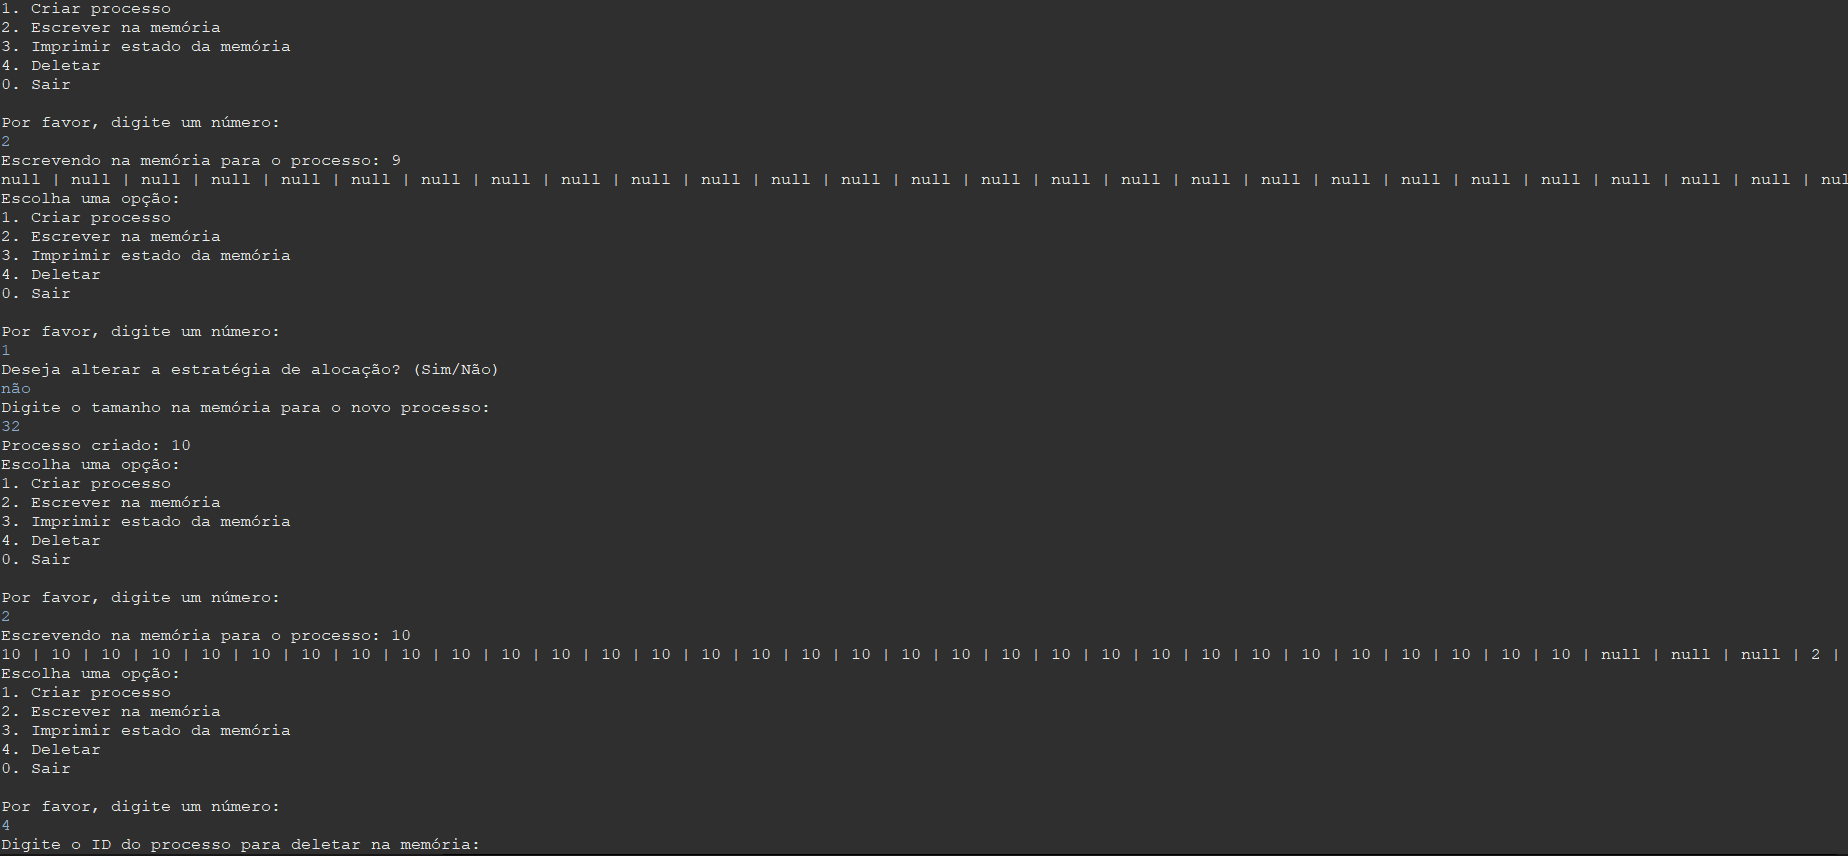 1. Criar processo
2. Escrever na memória
3. Imprimir estado da memória
4. Deletar
0. Sair
Por favor, digite um número:
2
Escrevendo na memória para o processo: 9
null | null | null | null | null | null | null | null | null | null | null | null | null | null | null | null | null | null | null | null | null | null | null | null | null | null | nul
Escolha uma opção:
1. Criar processo
2. Escrever na memória
3. Imprimir estado da memória
4. Deletar
0. Sair
Por favor, digite um número:
1
Deseja alterar a estratégia de alocação? (Sim/Não)
não
Digite o tamanho na memória para o novo processo:
32
Processo criado: 10
Escolha uma opção:
1. Criar processo
2. Escrever na memória
3. Imprimir estado da memória
4. Deletar
0. Sair
Por favor, digite um número:
2
Escrevendo na memória para o processo: 10
10 | 10 | 10 | 10 | 10 | 10 | 10 | 10 | 10 | 10 | 10 | 10 | 10 | 10 | 10 | 10 | 10 | 10 | 10 | 10 | 10 | 10 | 10 | 10 | 10 | 10 | 10 | 10 | 10 | 10 | 10 | 10 | null | null | null | 2 |
Escolha uma opção:
1. Criar processo
2. Escrever na memória
3. Imprimir estado da memória
4. Deletar
0. Sair
Por favor, digite um número:
4
Digite o ID do processo para deletar na memória: